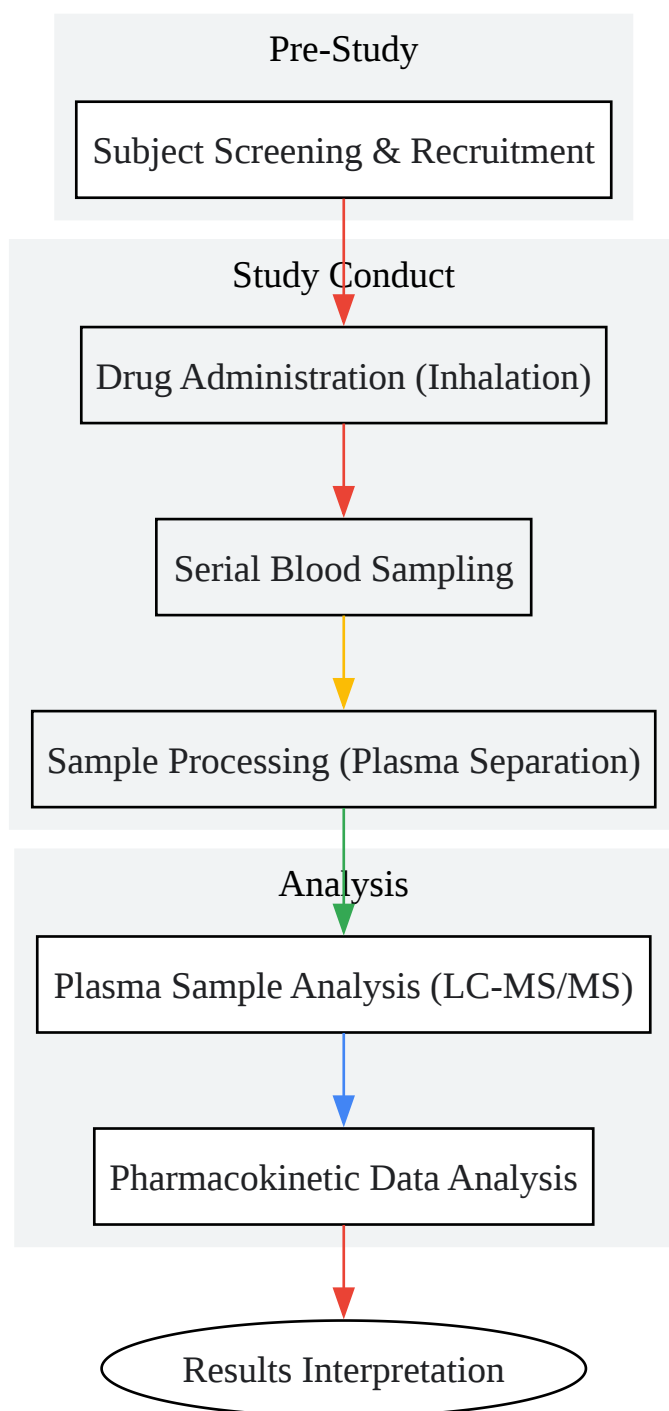 Pre-Study
Subject Screening & Recruitment
Study Conduct
Drug Administration (Inhalation)
Serial Blood Sampling
Sample Processing (Plasma Separation)
Analysis
Plasma Sample Analysis (LC-MS/MS)
Pharmacokinetic Data Analysis
Results Interpretation